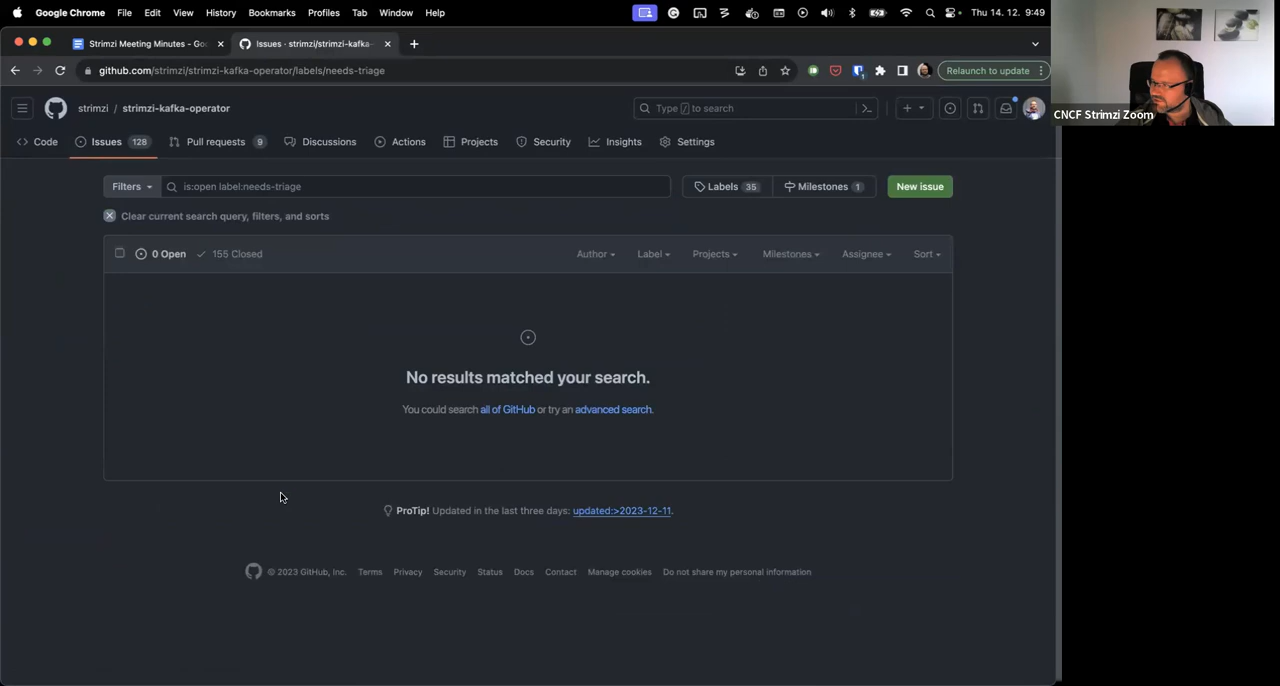 Google Chrome File Edit View History Bookmarks Profiles Tab Window Help Thu 14. 12. 9:49
Strimzi Meeting Minutes - Goo Issues · strimzi/strimzi-kafka-
github.com/strimzi/strimzi-kafka-operator/labels/needs-triage Relaunch to update
CNCF Strimzi Zoom
strimzi / strimzi-kafka-operator Type / to search
Code Issues 128 Pull requests 9 Discussions Actions Projects Security Insights Settings
Filters is:open label:needs-triage Labels 35 Milestones 1 New issue
Clear current search query, filters, and sorts
0 Open 155 Closed Author Label Projects Milestones Assignee Sort
No results matched your search.
You could search all of GitHub or try an advanced search.
ProTip! Updated in the last three days: updated:>2023-12-11.
© 2023 GitHub, Inc. Terms Privacy Security Status Docs Contact Manage cookies Do not share my personal information